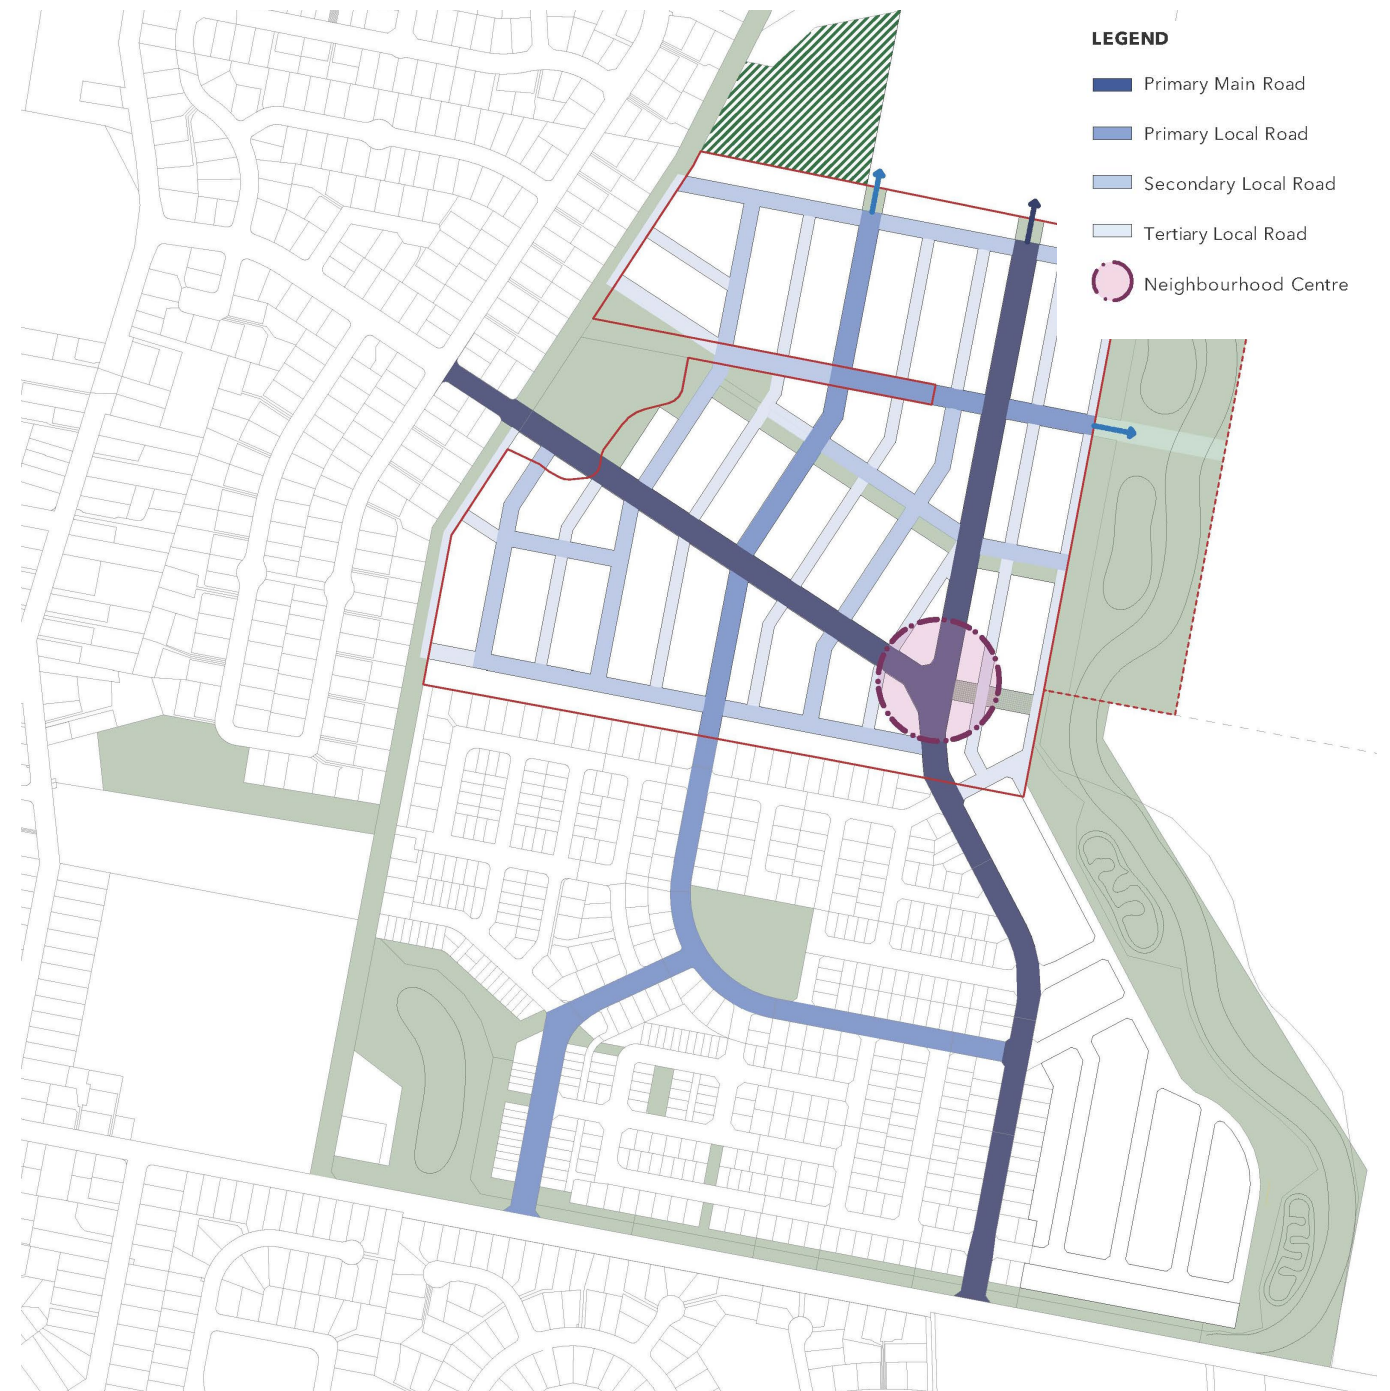 LEGEND
Primary Main Road
Primary Local Road
Secondary Local Road
Tertiary Local Road
Neighbourhood Centre